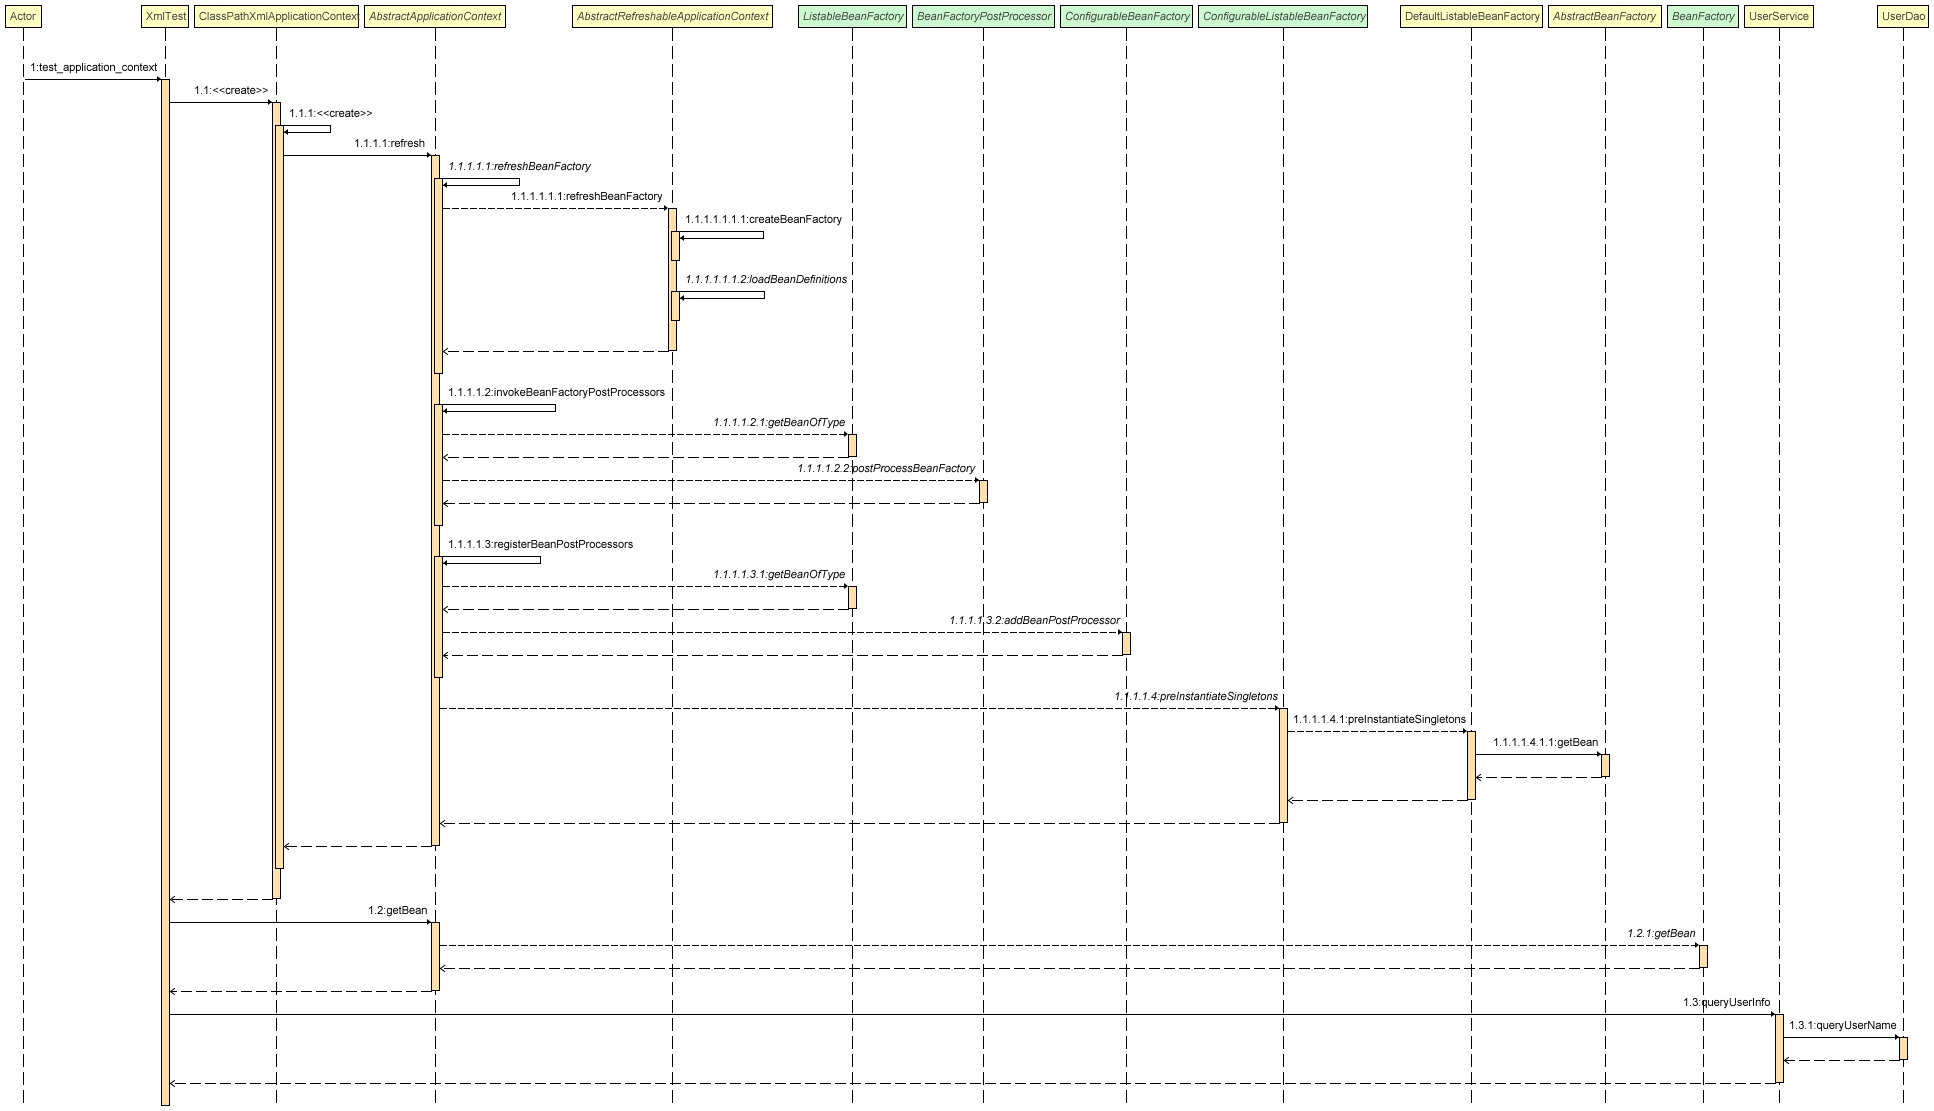 Actor
XmlTest
ClassPathXmlApplicationContext
AbstractApplicationContext
AbstractRefreshableApplicationContext
ListableBeanFactory
BeanFactoryPostProcessor
ConfigurableBeanFactory
ConfigurableListableBeanFactory
DefaultListableBeanFactory
AbstractBeanFactory
BeanFactory
UserService
UserDao
1:test_application_context
1.1:<<create>>
1.1.1:<<create>>
1.1.1.1:refresh
1.1.1.1.1:refreshBeanFactory
1.1.1.1.1.1:refreshBeanFactory
1.1.1.1.1.1.1:createBeanFactory
1.1.1.1.1.1.2:loadBeanDefinitions
1.1.1.1.2:invokeBeanFactoryPostProcessors
1.1.1.1.2.1:getBeanOfType
1.1.1.1.2.2:postProcessBeanFactory
1.1.1.1.3:registerBeanPostProcessors
1.1.1.1.3.1:getBeanOfType
1.1.1.1.3.2:addBeanPostProcessor
1.1.1.1.4:preInstantiateSingletons
1.1.1.1.4.1:preInstantiateSingletons
1.1.1.1.4.1.1:getBean
1.2:getBean
1.2.1:getBean
1.3:queryUserInfo
1.3.1:queryUserName